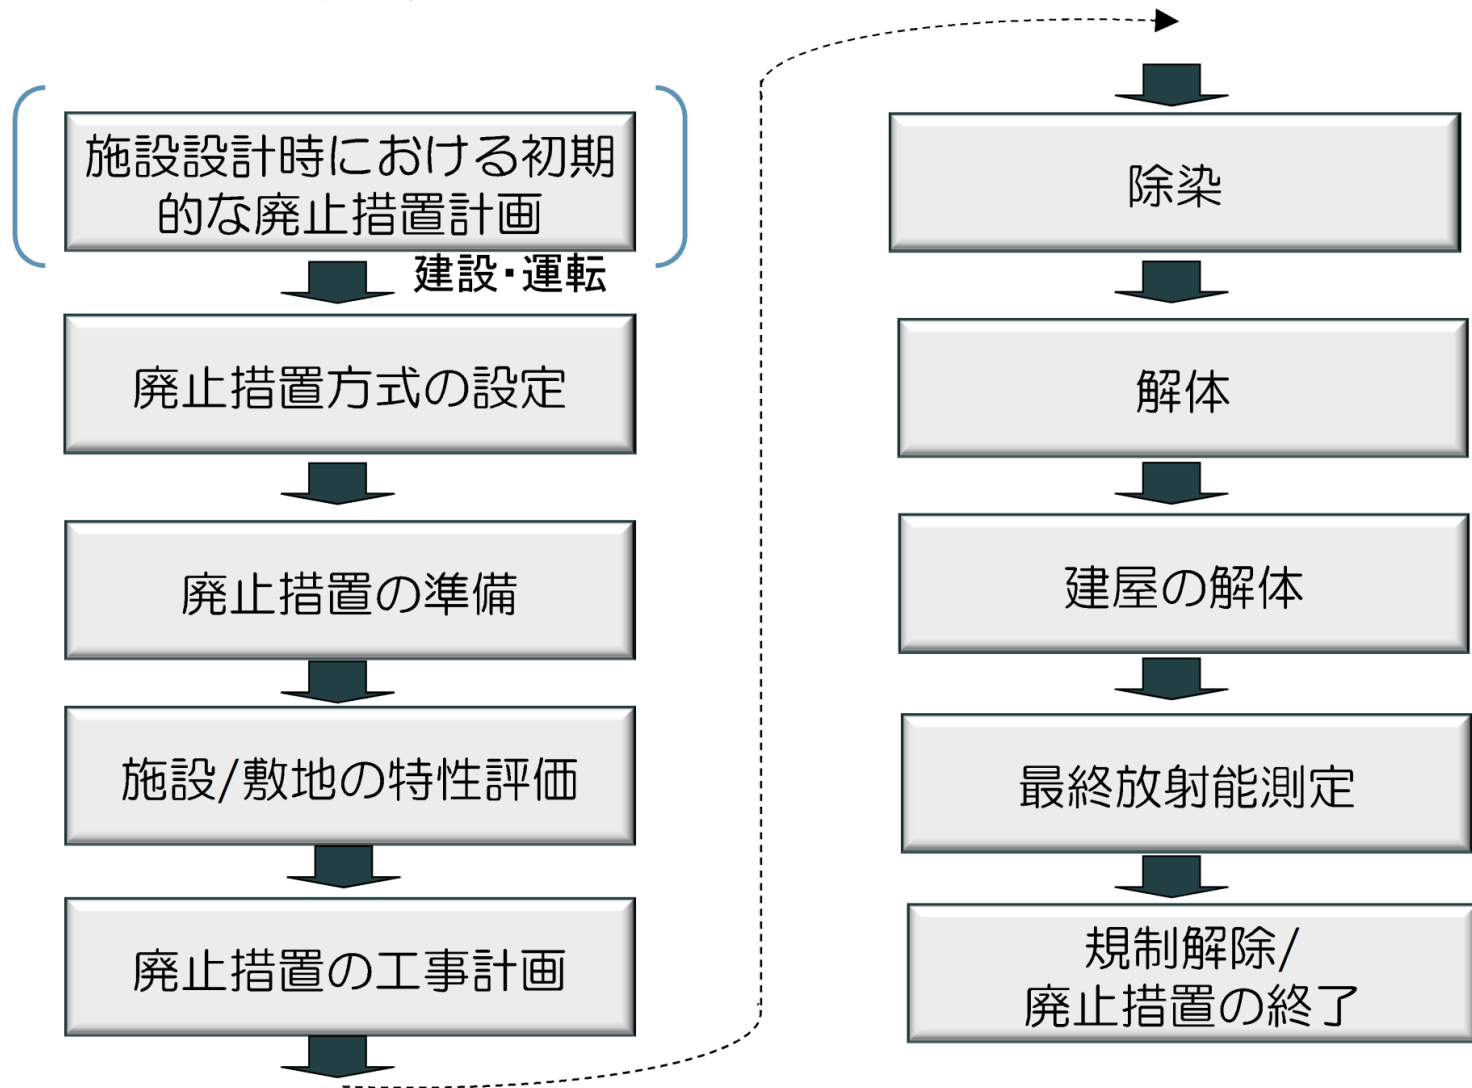 施設設計時における初期
的な廃止措置計画
建設・運転
廃止措置方式の設定
廃止措置の準備
施設/敷地の特性評価
廃止措置の工事計画
除染
解体
建屋の解体
最終放射能測定
規制解除/
廃止措置の終了